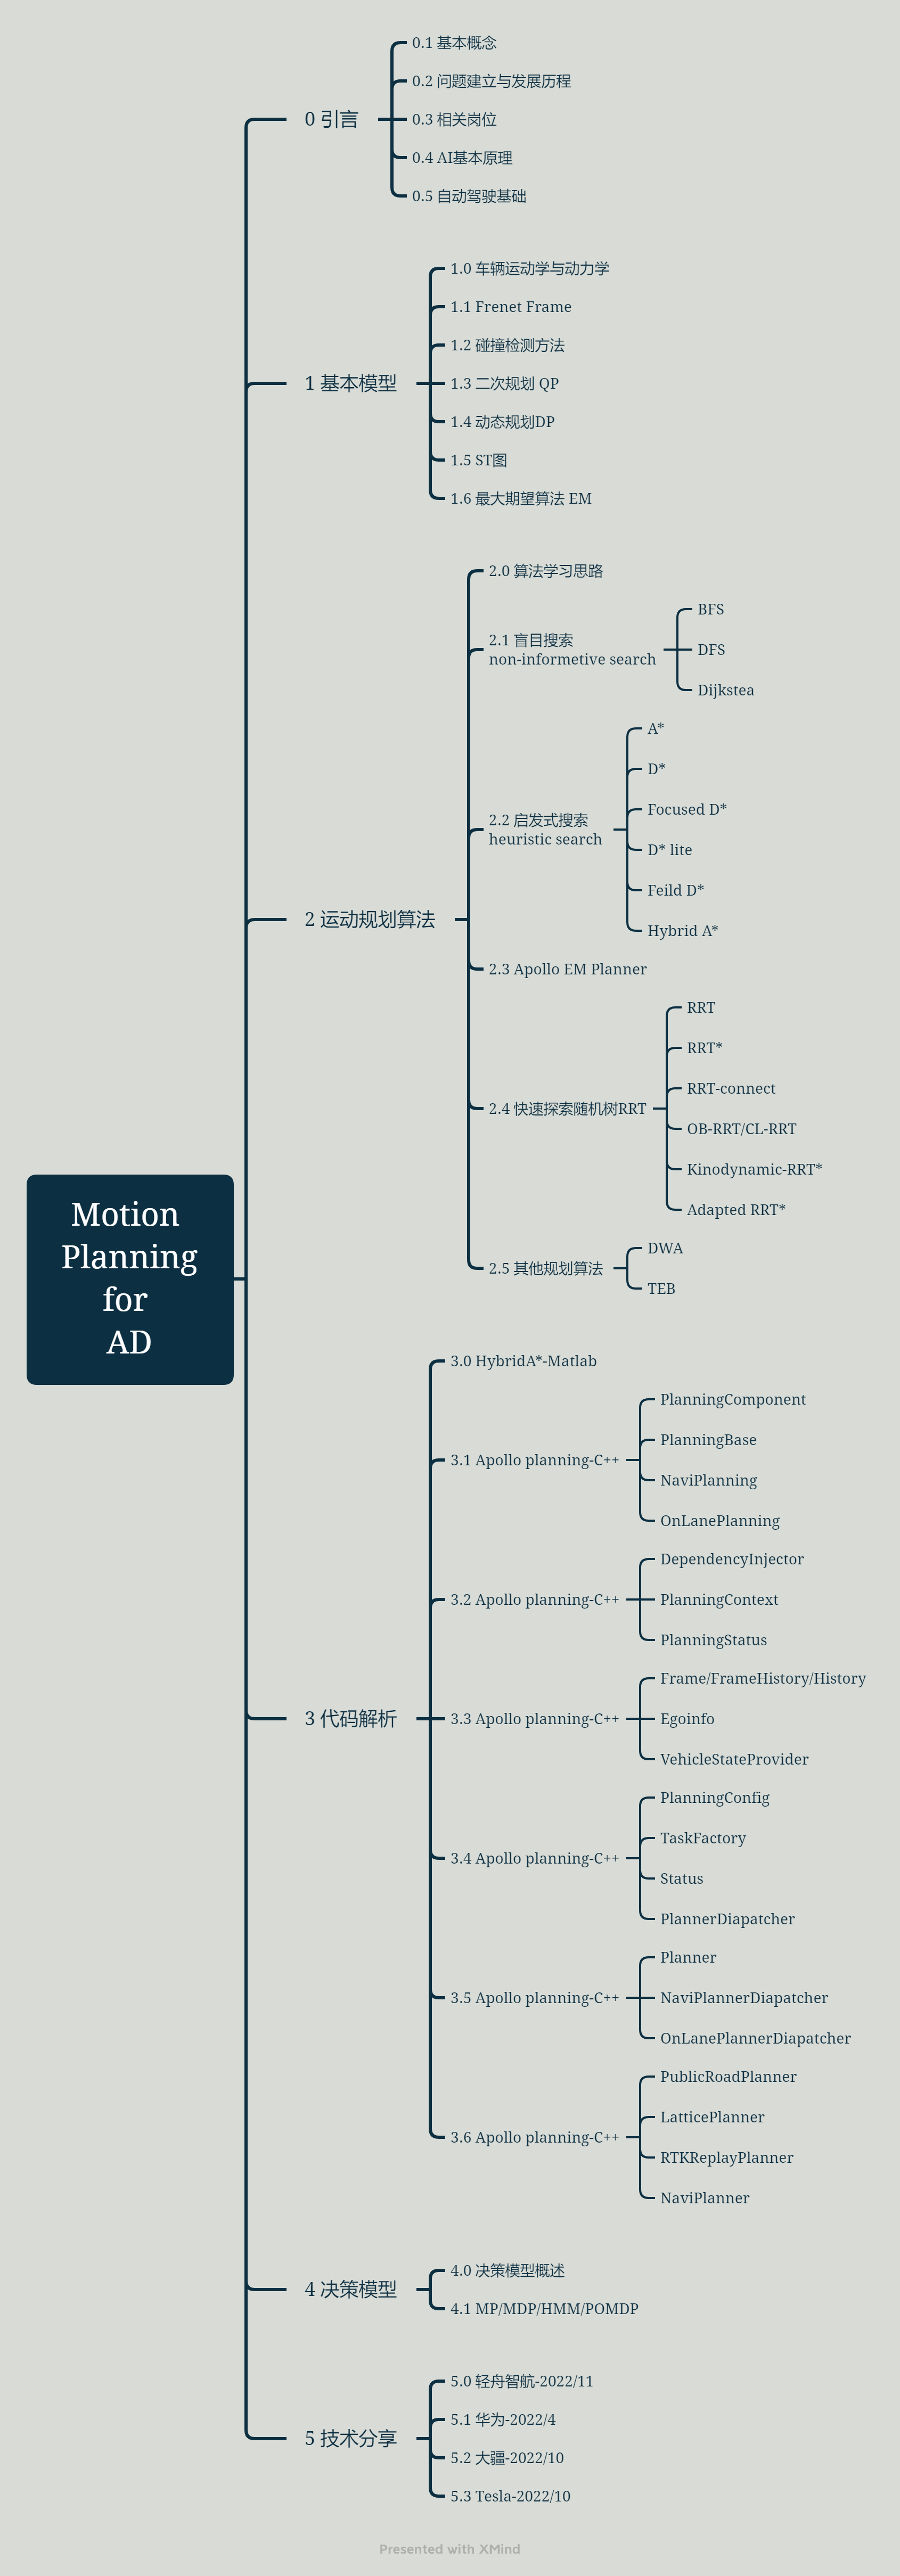 Motion
Planning
for
AD
0 引言
0.1 基本概念
0.2 问题建立与发展历程
0.3 相关岗位
0.4 AI基本原理
0.5 自动驾驶基础
1 基本模型
1.0 车辆运动学与动力学
1.1 Frenet Frame
1.2 碰撞检测方法
1.3 二次规划 QP
1.4 动态规划DP
1.5 ST图
1.6 最大期望算法 EM
2 运动规划算法
2.0 算法学习思路
2.1 盲目搜索
non-informetive search
BFS
DFS
Dijkstea
2.2 启发式搜索
heuristic search
A*
D*
Focused D*
D* lite
Feild D*
Hybrid A*
2.3 Apollo EM Planner
2.4 快速探索随机树RRT
RRT
RRT*
RRT-connect
OB-RRT/CL-RRT
Kinodynamic-RRT*
Adapted RRT*
2.5 其他规划算法
DWA
TEB
3 代码解析
3.0 HybridA*-Matlab
3.1 Apollo planning-C++
PlanningComponent
PlanningBase
NaviPlanning
OnLanePlanning
3.2 Apollo planning-C++
DependencyInjector
PlanningContext
PlanningStatus
3.3 Apollo planning-C++
Frame/FrameHistory/History
Egoinfo
VehicleStateProvider
3.4 Apollo planning-C++
PlanningConfig
TaskFactory
Status
PlannerDiapatcher
3.5 Apollo planning-C++
Planner
NaviPlannerDiapatcher
OnLanePlannerDiapatcher
3.6 Apollo planning-C++
PublicRoadPlanner
LatticePlanner
RTKReplayPlanner
NaviPlanner
4 决策模型
4.0 决策模型概述
4.1 MP/MDP/HMM/POMDP
5 技术分享
5.0 轻舟智航-2022/11
5.1 华为-2022/4
5.2 大疆-2022/10
5.3 Tesla-2022/10
Presented with XMind